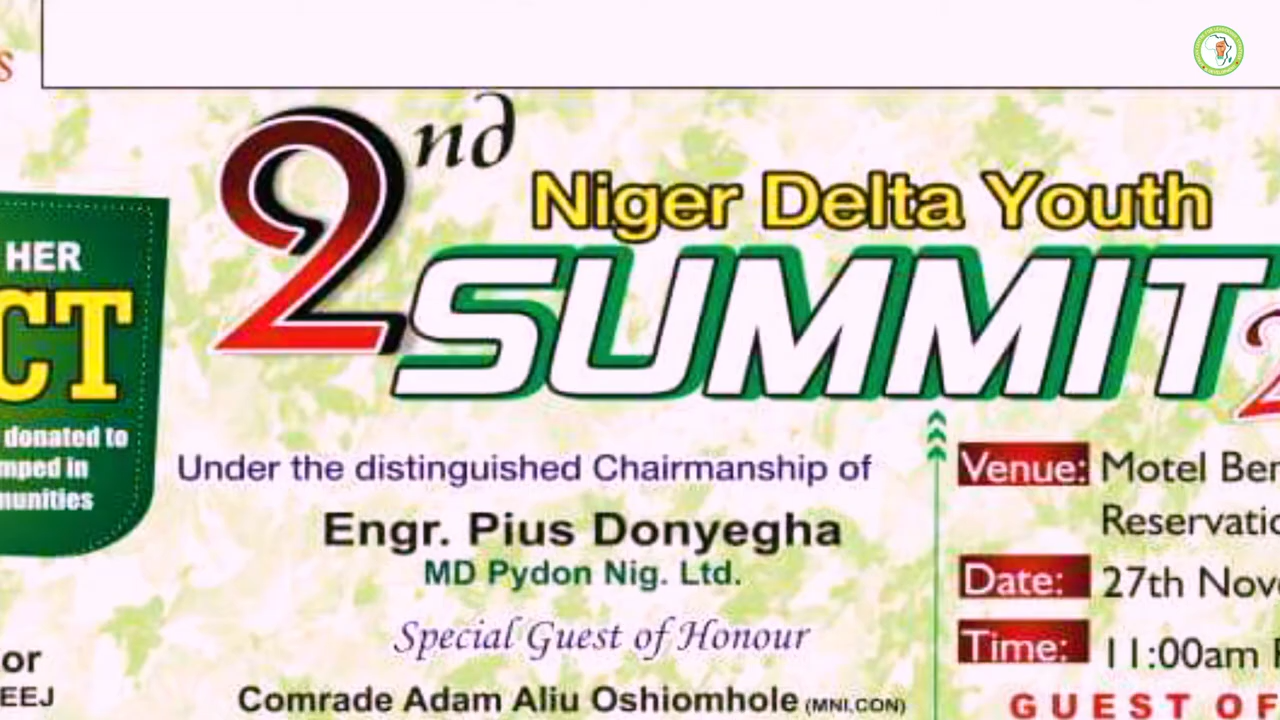 s
2nd
Niger Delta Youth
SUMMIT
HER
CT
donated to
mped in
munities
Under the distinguished Chairmanship of
Engr. Pius Donyegha
MD Pydon Nig. Ltd.
Special Guest of Honour
Comrade Adam Aliu Oshiomhole (MNI,CON)
or
EEJ
Venue: Motel Ben
Reservatio
Date: 27th Nove
Time: 11:00am
GUEST OF